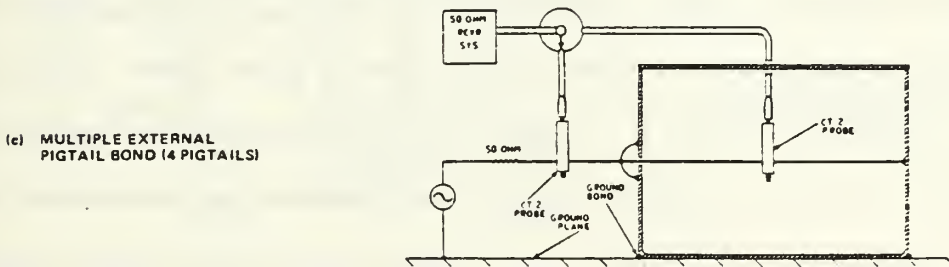 (c) MULTIPLE EXTERNAL
PIGTAIL BOND (4 PIGTAILS)
50 OHM
RCVR
SYS
50 OHM
CT-2
PROBE
GROUND
PLANE
GROUND
BOND
CT-2
PROBE